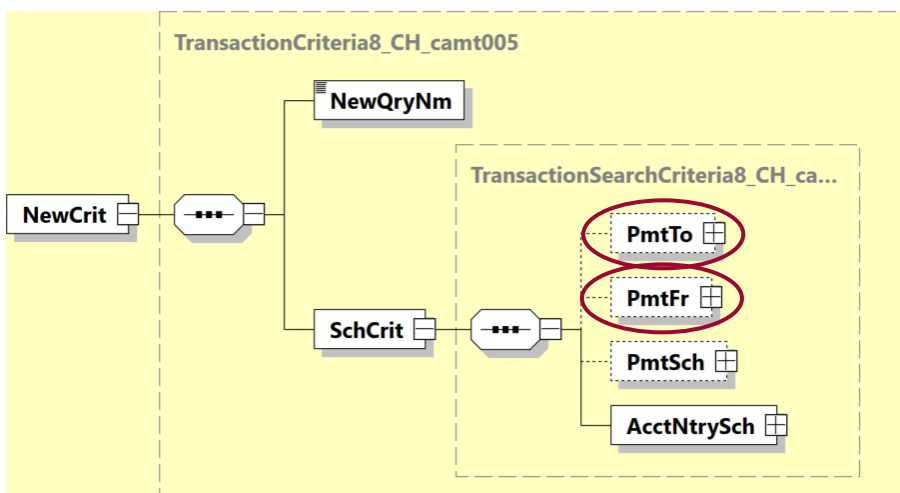 TransactionCriteria8_CH_camt005
NewQryNm
TransactionSearchCriteria8_CH_ca...
PmtTo
NewCrit
PmtFr
SchCrit
PmtSch
AcctNtrySch